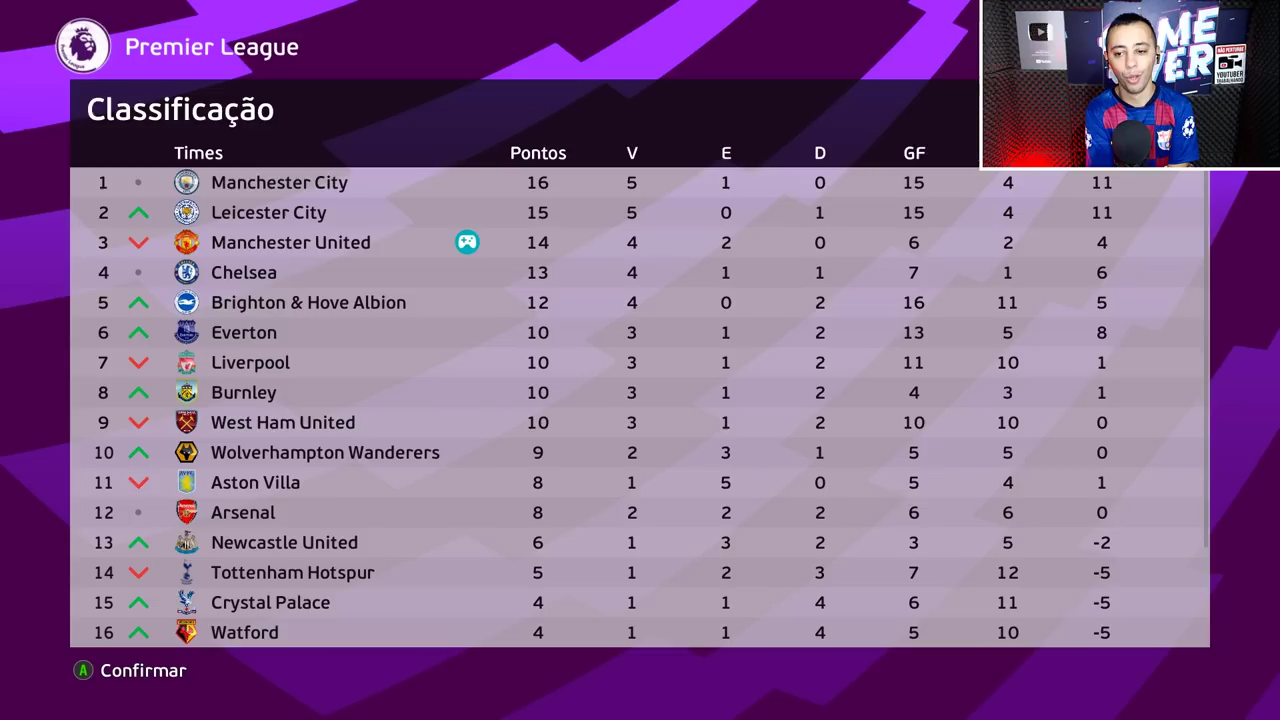 Premier League
Classificação
Times Pontos V E D GF
1 Manchester City 16 5 1 0 15 4 11
2 Leicester City 15 5 0 1 15 4 11
3 Manchester United 14 4 2 0 6 2 4
4 Chelsea 13 4 1 1 7 1 6
5 Brighton & Hove Albion 12 4 0 2 16 11 5
6 Everton 10 3 1 2 13 5 8
7 Liverpool 10 3 1 2 11 10 1
8 Burnley 10 3 1 2 4 3 1
9 West Ham United 10 3 1 2 10 10 0
10 Wolverhampton Wanderers 9 2 3 1 5 5 0
11 Aston Villa 8 1 5 0 5 4 1
12 Arsenal 8 2 2 2 6 6 0
13 Newcastle United 6 1 3 2 3 5 -2
14 Tottenham Hotspur 5 1 2 3 7 12 -5
15 Crystal Palace 4 1 1 4 6 11 -5
16 Watford 4 1 1 4 5 10 -5
A Confirmar
NÃO PERTURBE
YOUTUBER
TRABALHANDO